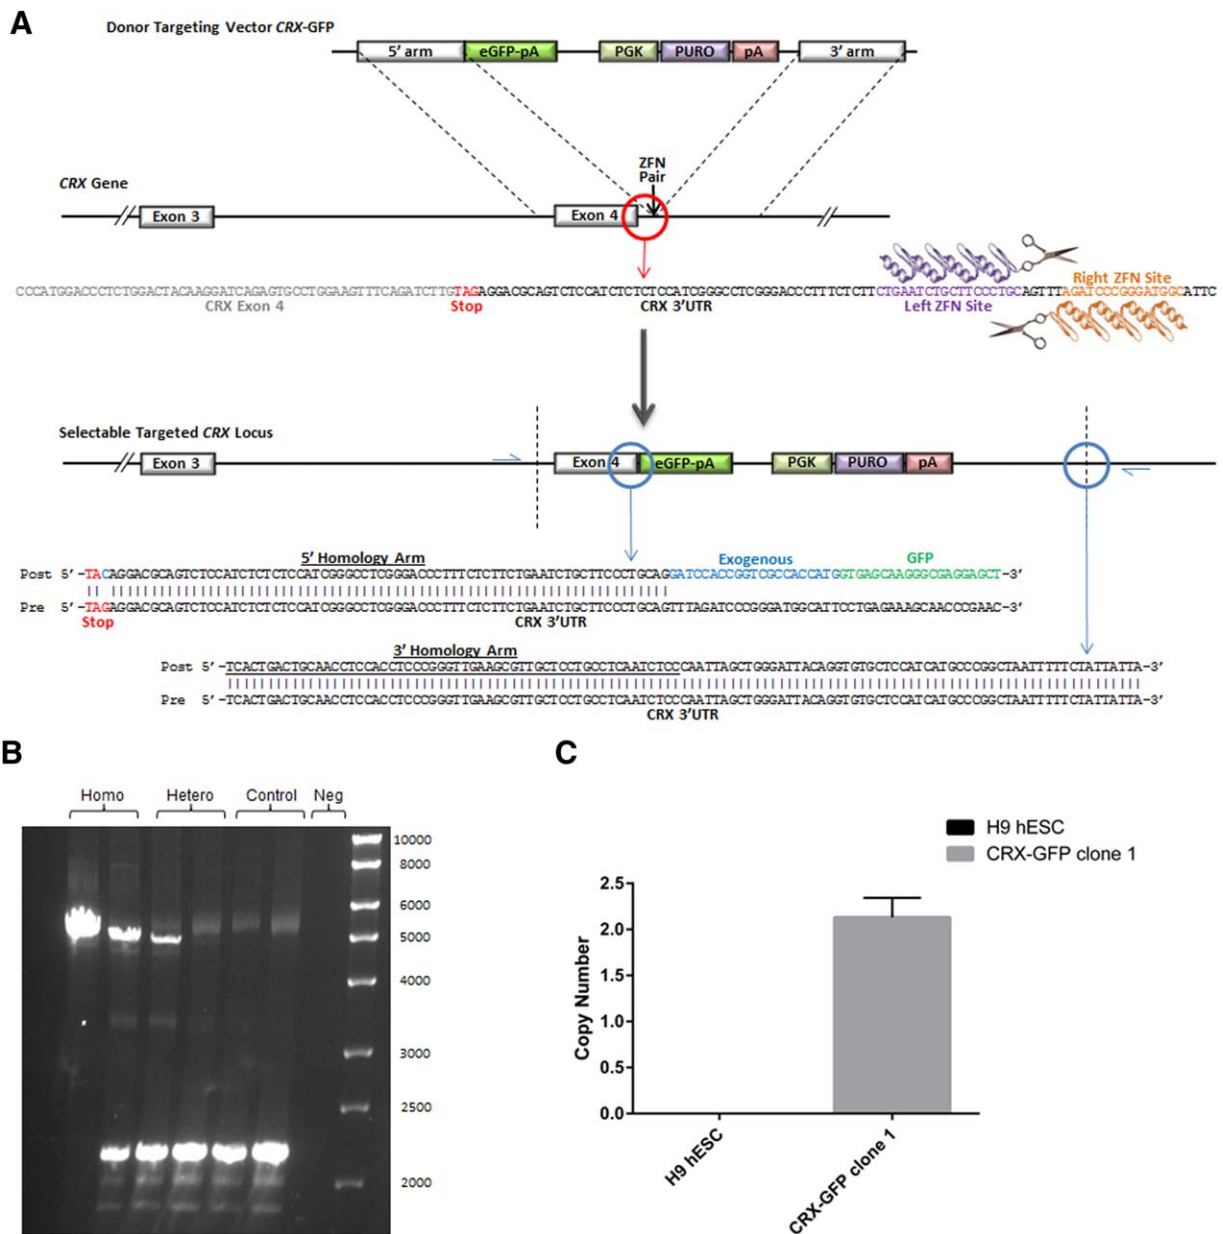 A
Donor Targeting Vector CRX-GFP
5' arm eGFP-pA PGK PURO pA 3' arm
ZFN
Pair
CRX Gene
Exon 3 Exon 4
Right ZFN Site
CCCATGGACCCTCTGGACTACAAGGATCAGAGTGCCTGGAAGTTTCAGATCTTGTAGAGGACGCAGTCTCCATCTCTCTCCATCGGGCCTCGGGACCCTTTCTCTTCTGAATCTGCTTCCCTGCAGTTTAGATCCCGGGATGGCATTC
CRX Exon 4 Stop CRX 3'UTR Left ZFN Site
Selectable Targeted CRX Locus
Exon 3 Exon 4 eGFP-pA PGK PURO pA
5' Homology Arm Exogenous GFP
Post 5' -TACAGGACGCAGTCTCCATCTCTCTCCATCGGGCCTCGGGACCCTTTCTCTTCTGAATCTGCTTCCCTGCAGGATCCACCGGTCGCCACCATGGTGAGCAAGGGCGAGGAGCT-3'
Pre 5' -TAGAGGACGCAGTCTCCATCTCTCTCCATCGGGCCTCGGGACCCTTTCTCTTCTGAATCTGCTTCCCTGCAGTTTAGATCCCGGGATGGCATTCCTGAGAAAGCAACCCGAAC-3'
Stop CRX 3'UTR
3' Homology Arm
Post 5' -TCACTGACTGCAACCTCCACCTCCCGGGTTGAAGCGTTGCTCCTGCCTCAATCTCCCAATTAGCTGGGATTACAGGTGTGCTCCATCATGCCCGGCTAATTTTTCTATTATTA-3'
Pre 5' -TCACTGACTGCAACCTCCACCTCCCGGGTTGAAGCGTTGCTCCTGCCTCAATCTCCCAATTAGCTGGGATTACAGGTGTGCTCCATCATGCCCGGCTAATTTTTCTATTATTA-3'
CRX 3'UTR
B
Homo Hetero Control Neg
10000
8000
6000
5000
4000
3000
2500
2000
C
H9 hESC
CRX-GFP clone 1
Copy Number
2.5
2.0
1.5
1.0
0.5
0.0
H9 hESC
CRX-GFP clone 1